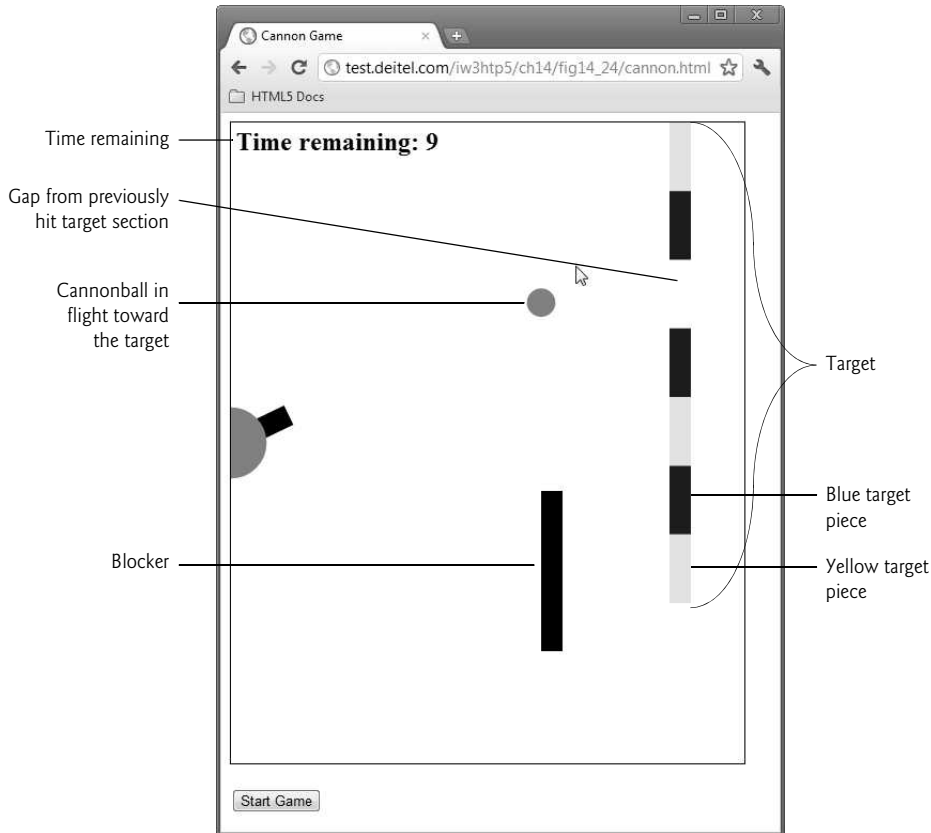 Cannon Game
test.deitel.com/iw3htp5/ch14/fig14_24/cannon.html
HTML5 Docs
Time remaining
Time remaining: 9
Gap from previously
hit target section
Cannonball in
flight toward
the target
Target
Blue target
piece
Blocker
Yellow target
piece
Start Game